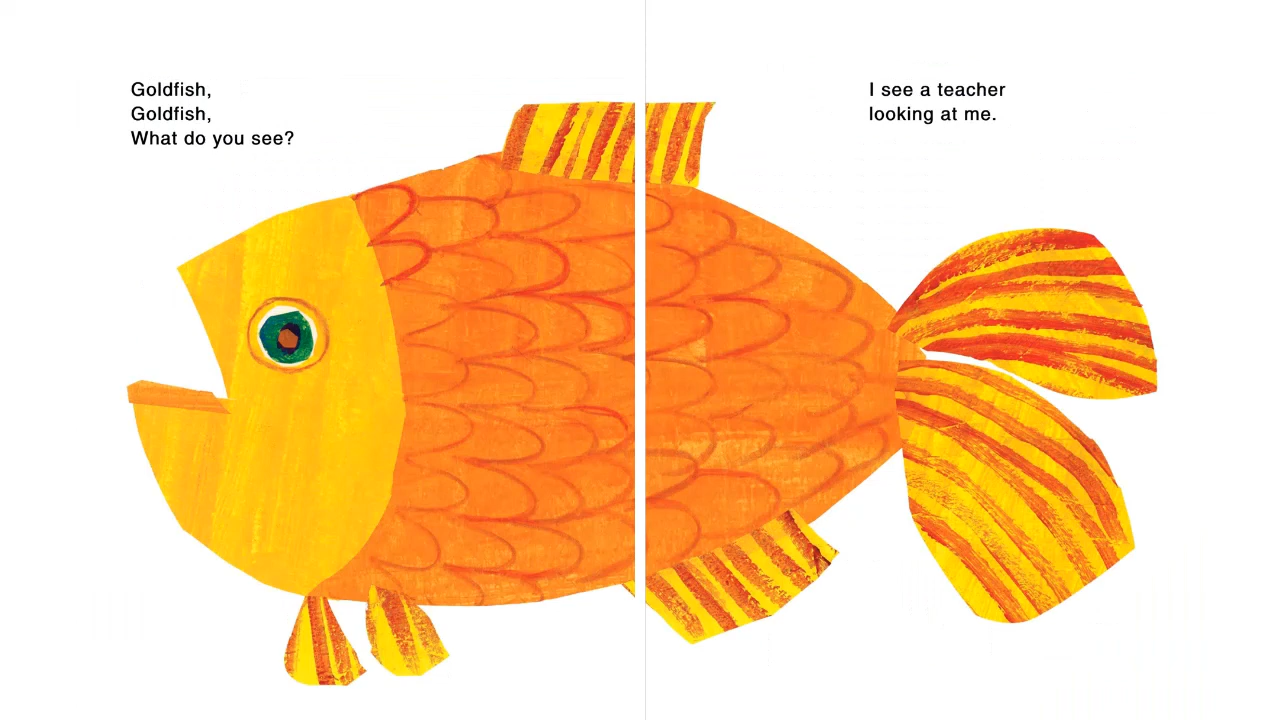 Goldfish,
Goldfish,
What do you see?
I see a teacher
looking at me.